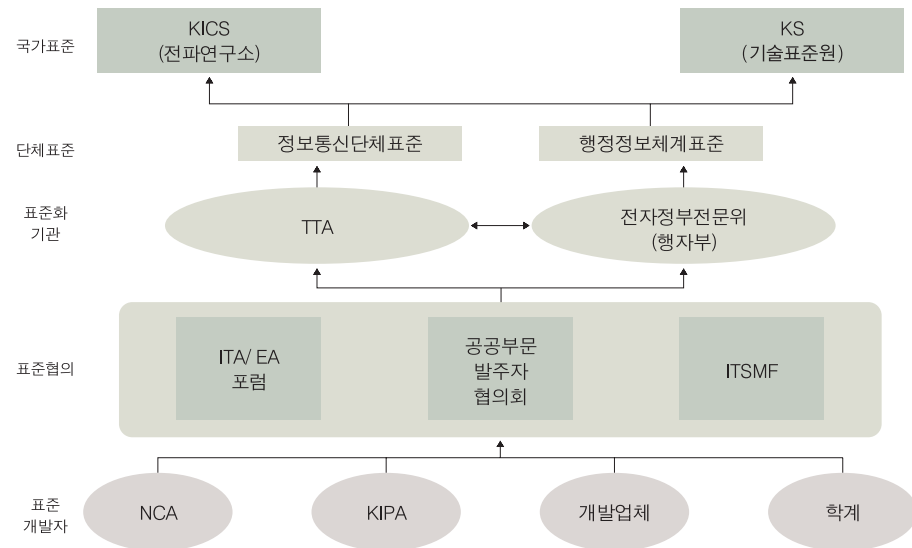 국가표준
KICS
(전파연구소)
KS
(기술표준원)
단체표준
정보통신단체표준
행정정보체계표준
표준화
기관
TTA
전자정부전문위
(행자부)
표준협의
ITA/ EA
포럼
공공부문
발주자
협의회
ITSMF
표준
개발자
NCA
KIPA
개발업체
학계